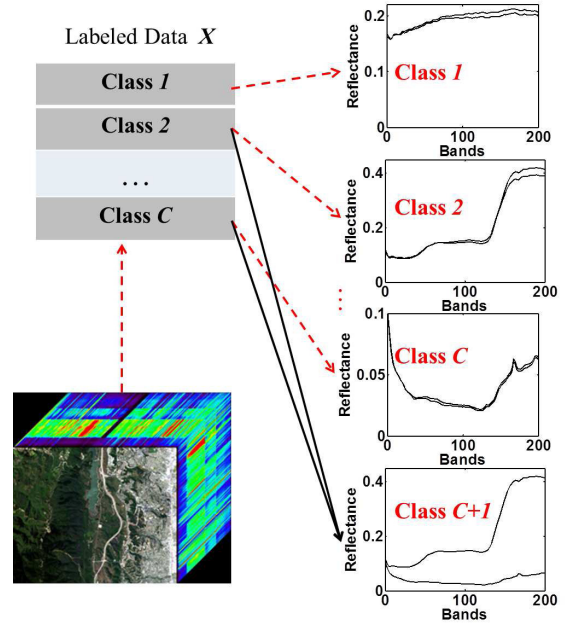 Labeled Data X
Class 1
Class 2
...
Class C
0.2
0.1
0
Reflectance
Class 1
0
100
200
Bands
0.4
0.2
0
Reflectance
Class 2
0
100
200
Bands
...
0.1
0.05
0
Reflectance
Class C
0
100
200
Bands
0.4
0.2
0
Reflectance
Class C+1
0
100
200
Bands